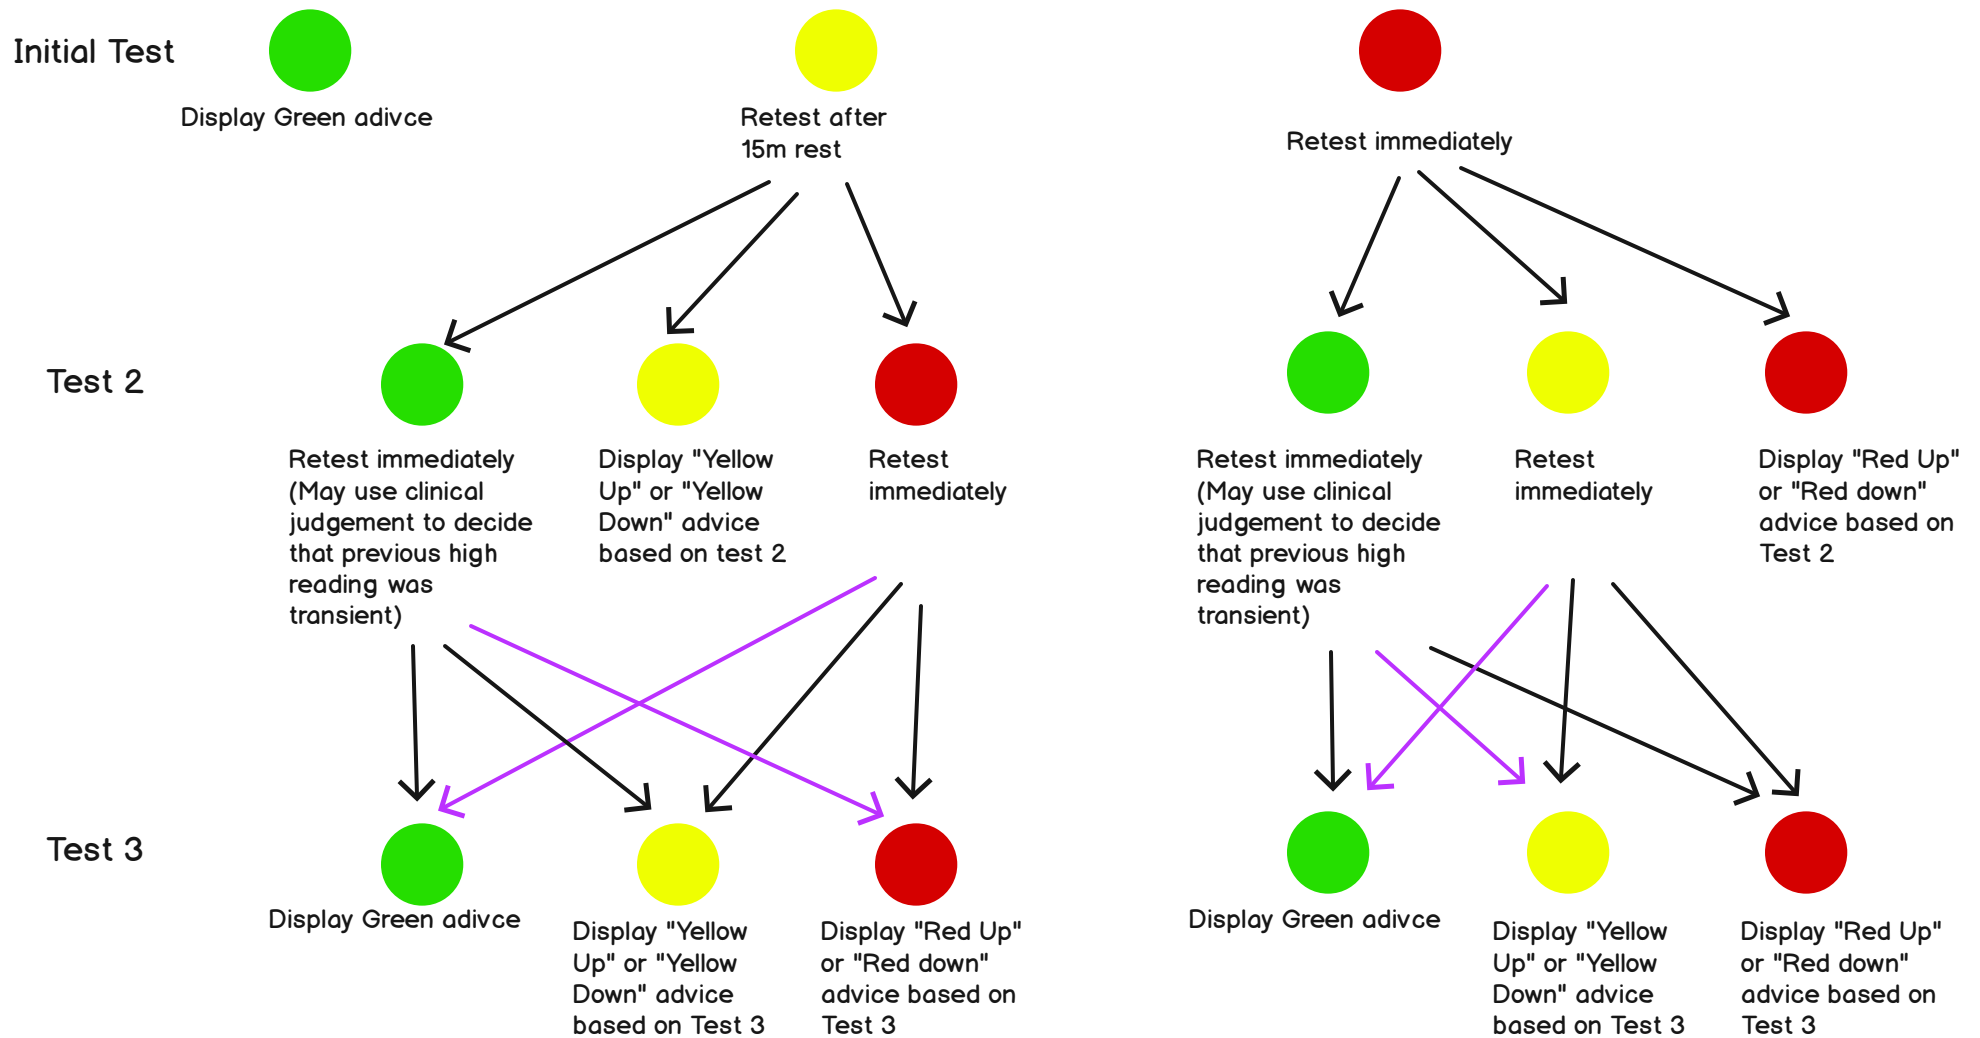 Initial Test
Display Green adivce
Retest after
15m rest
Retest immediately
Test 2
Retest immediately
(May use clinical
judgement to decide
that previous high
reading was
transient)
Display "Yellow
Up" or "Yellow
Down" advice
based on test 2
Retest
immediately
Retest immediately
(May use clinical
judgement to decide
that previous high
reading was
transient)
Retest
immediately
Display "Red Up"
or "Red down"
advice based on
Test 2
Test 3
Display Green adivce
Display "Yellow
Up" or "Yellow
Down" advice
based on Test 3
Display "Red Up"
or "Red down"
advice based on
Test 3
Display Green adivce
Display "Yellow
Up" or "Yellow
Down" advice
based on Test 3
Display "Red Up"
or "Red down"
advice based on
Test 3